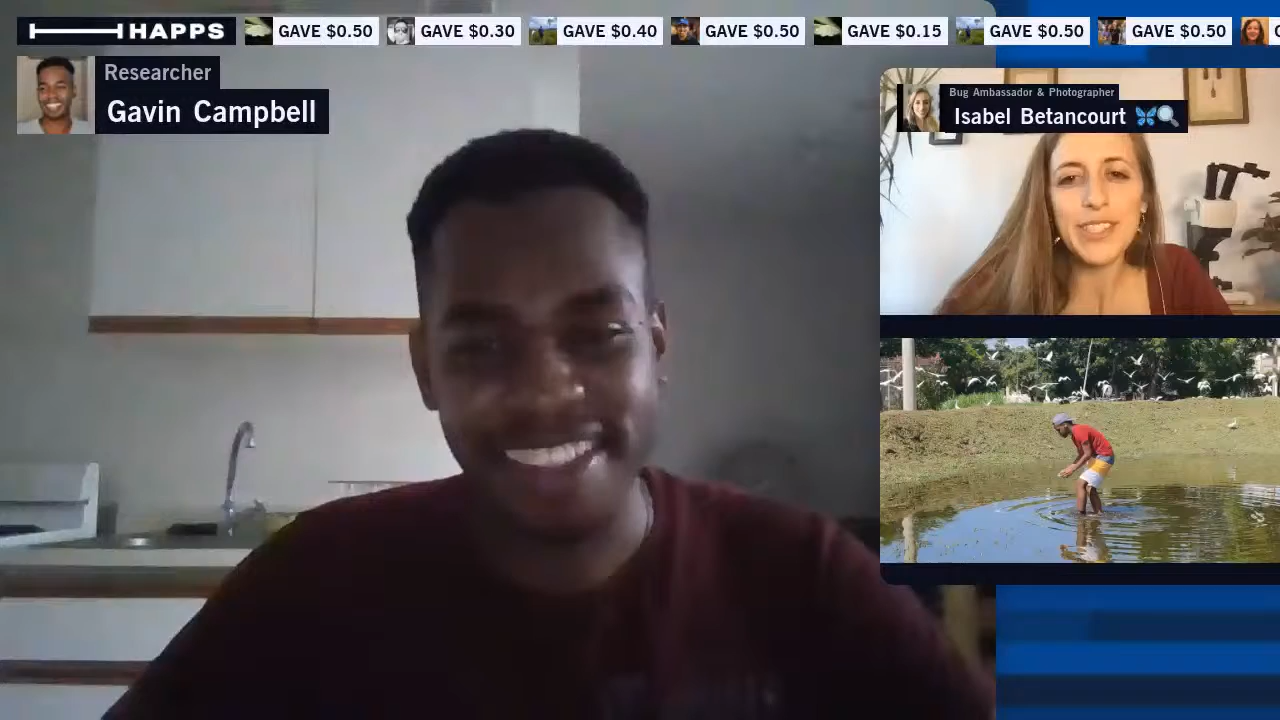 HAPPS
GAVE $0.50
GAVE $0.30
GAVE $0.40
GAVE $0.50
GAVE $0.15
GAVE $0.50
GAVE $0.50
Researcher
Gavin Campbell
Bug Ambassador & Photographer
Isabel Betancourt 🦋🔍